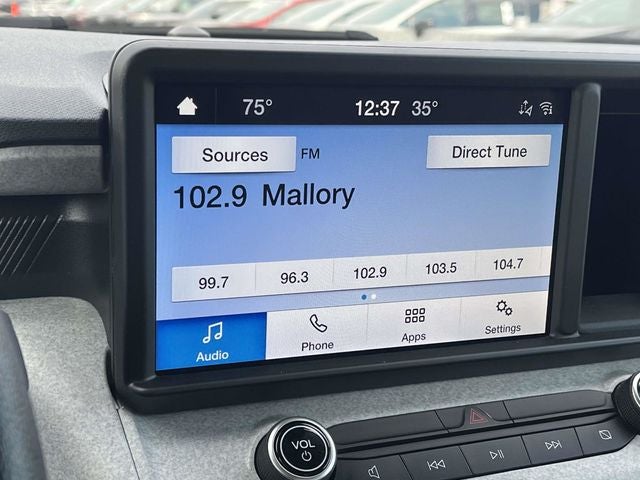 75° 12:37 35°
Sources FM Direct Tune
102.9 Mallory
99.7 96.3 102.9 103.5 104.7
Audio Phone Apps Settings
VOL